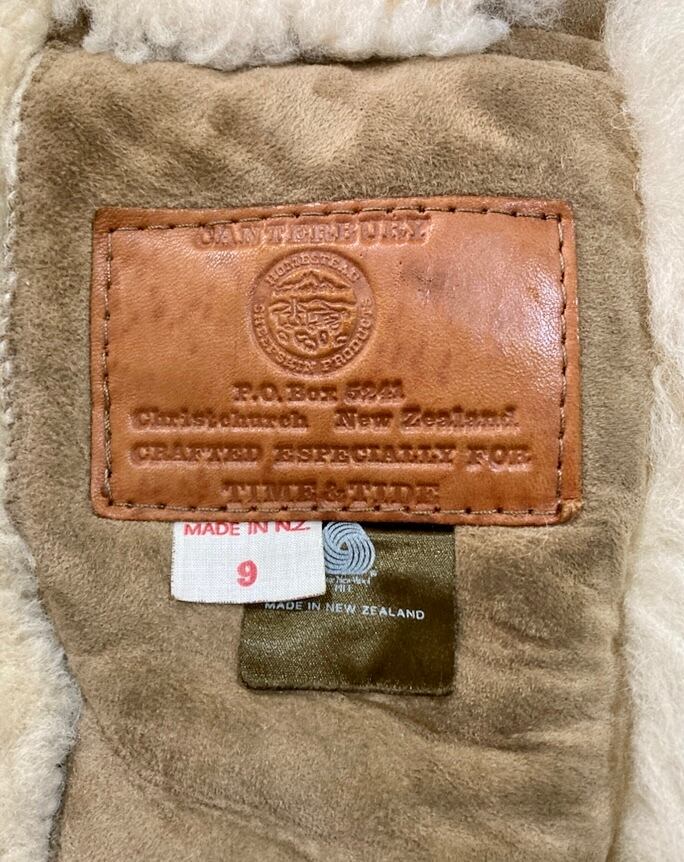 CANTERBURY
HOMESTEAD
SHEEPSKIN PRODUCTS
P.O. Box 5241
Christchurch New Zealand.
CRAFTED ESPECIALLY FOR
TIME & TIDE
MADE IN N.Z.
9
MADE IN NEW ZEALAND